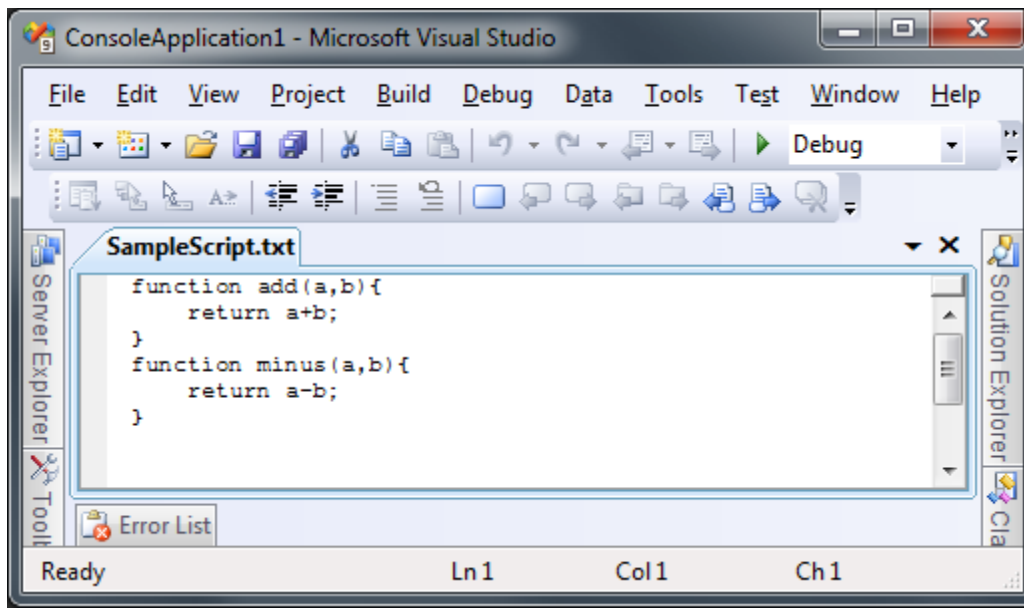 ConsoleApplication1 - Microsoft Visual Studio
File Edit View Project Build Debug Data Tools Test Window Help
Debug
SampleScript.txt
function add(a,b){
    return a+b;
}
function minus(a,b){
    return a-b;
}
Server Explorer
Solution Explorer
Error List
Ready Ln 1 Col 1 Ch 1